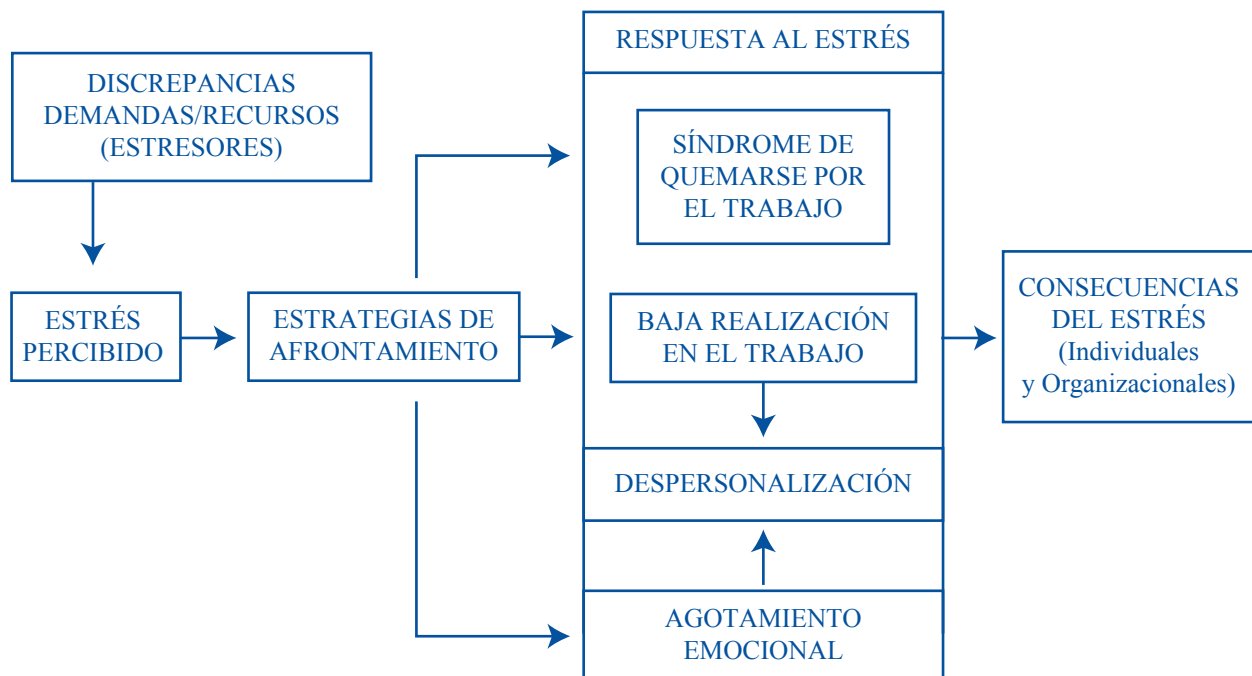 DISCREPANCIAS
DEMANDAS/RECURSOS
(ESTRESORES)
ESTRÉS
PERCIBIDO
ESTRATEGIAS DE
AFRONTAMIENTO
RESPUESTA AL ESTRÉS
SÍNDROME DE
QUEMARSE POR
EL TRABAJO
BAJA REALIZACIÓN
EN EL TRABAJO
DESPERSONALIZACIÓN
AGOTAMIENTO
EMOCIONAL
CONSECUENCIAS
DEL ESTRÉS
(Individuales
y Organizacionales)